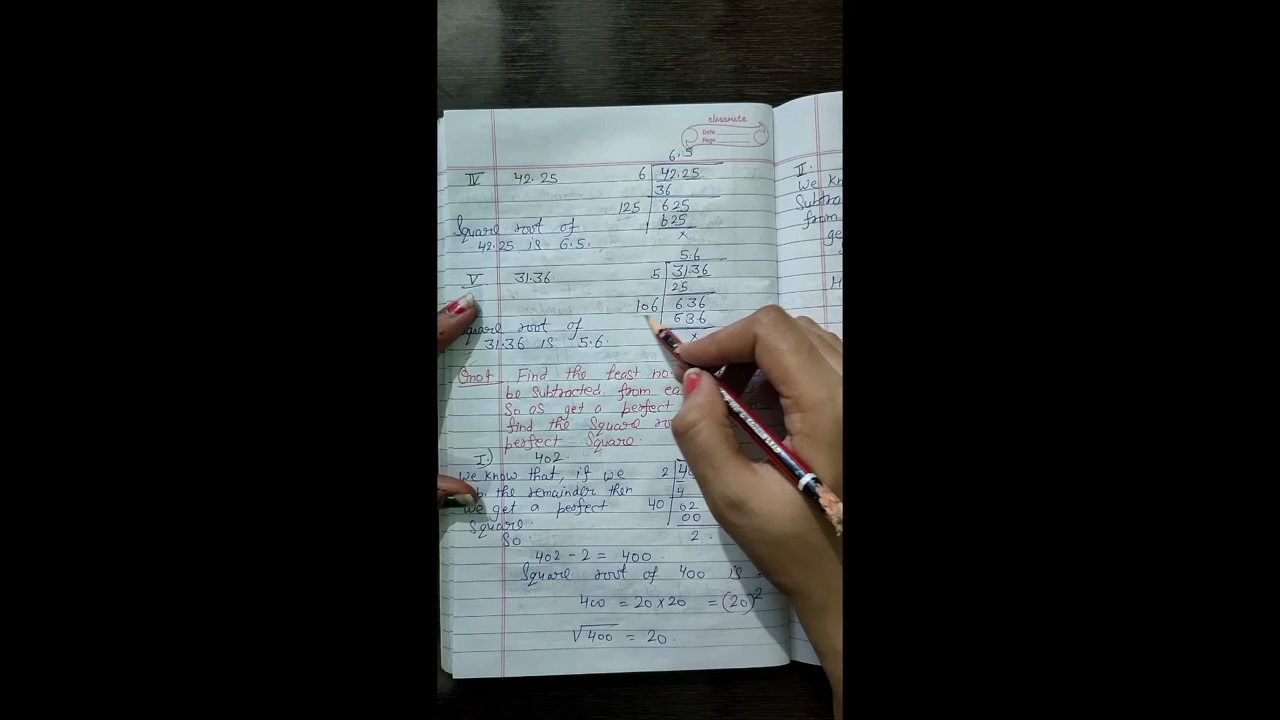 classmate
Date
Page
6.5
IV 42.25 6 42.25
36
125 625
Square root of 625
42.25 is 6.5. x
5.6
V 31.36 5 31.36
25
106 636
Square root of 636
31.36 is 5.6. x
Qno4 Find the least no
be Subtracted from ea
So as get a perfect
find the Square ro
perfect Square.
I) 402.
We know that, if we 2 40
the remainder then 4
We get a perfect 40 02
Square. 00
So 2.
402 - 2 = 400.
Square root of 400 is =
400 = 20 x 20 = (20)²
√400 = 20.
II.
We kn
Subtra
from
ge